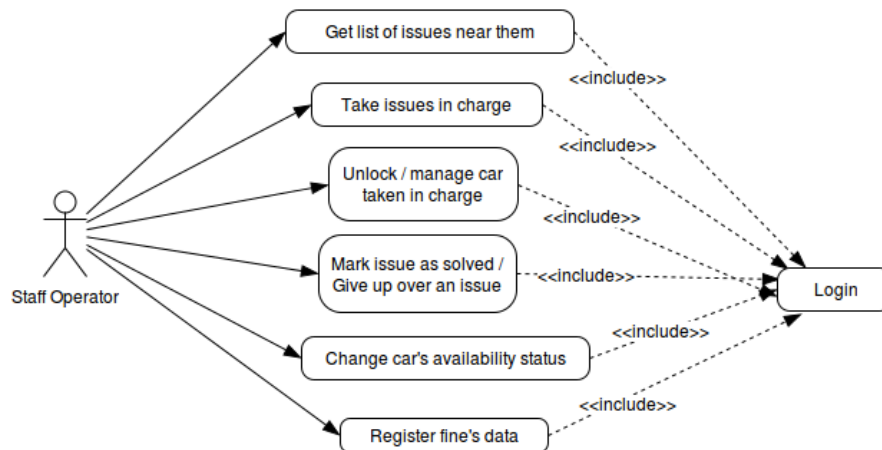 Get list of issues near them
<<include>>
Take issues in charge
<<include>>
Unlock / manage car
taken in charge
<<include>>
Mark issue as solved /
Give up over an issue
<<include>>
Staff Operator
Login
Change car's availability status
<<include>>
Register fine's data
<<include>>